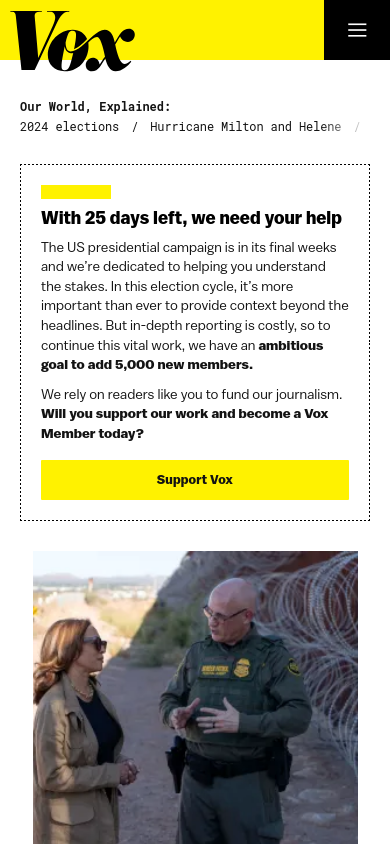 Vox
Our World, Explained:
2024 elections / Hurricane Milton and Helene /
With 25 days left, we need your help
The US presidential campaign is in its final weeks
and we’re dedicated to helping you understand
the stakes. In this election cycle, it’s more
important than ever to provide context beyond the
headlines. But in-depth reporting is costly, so to
continue this vital work, we have an ambitious
goal to add 5,000 new members.
We rely on readers like you to fund our journalism.
Will you support our work and become a Vox
Member today?
Support Vox